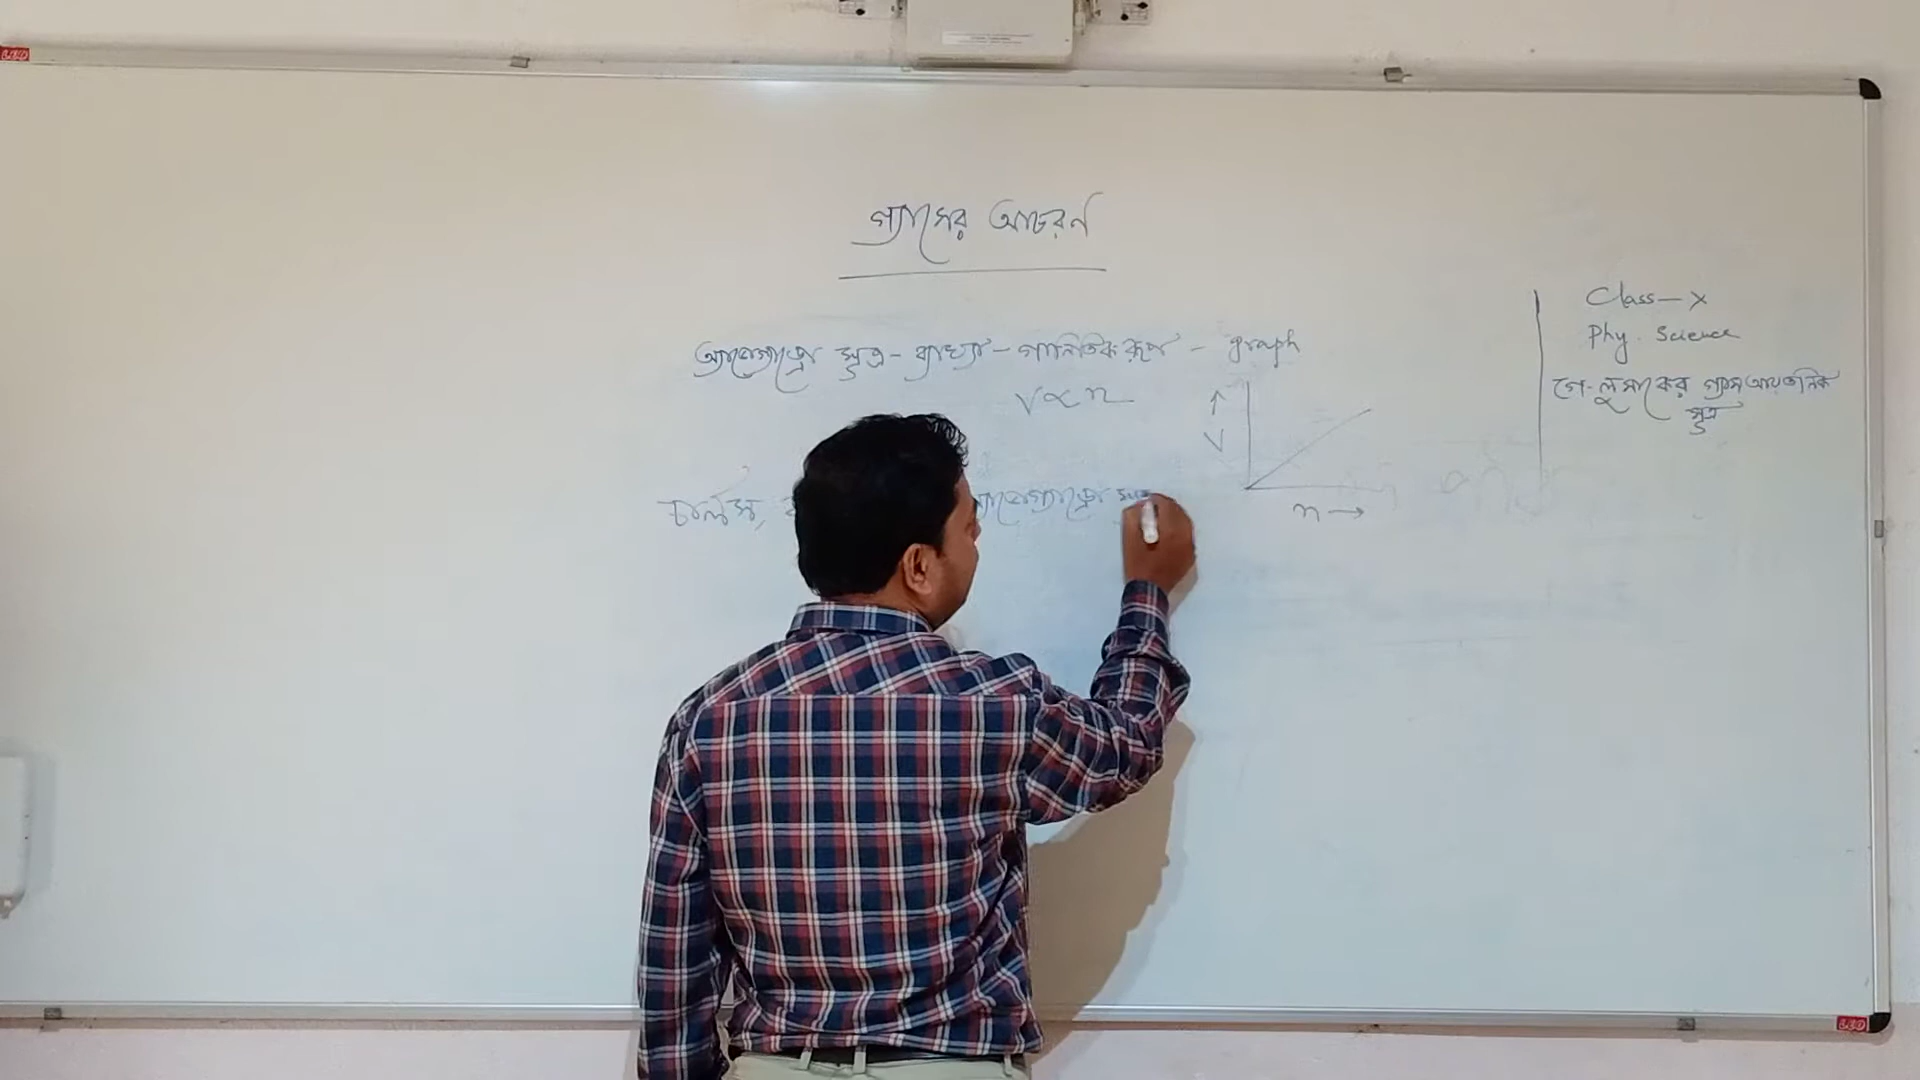 গ্যাসের আচরণ
অ্যাভোগাড্রো সূত্র - ব্যাখ্যা - গাণিতিক রূপ - graph
V ∝ n
V
n →
চার্লস,
Class - X
Phy. Science
গে-লুসাকের গ্যাস আয়তনিক
সূত্র